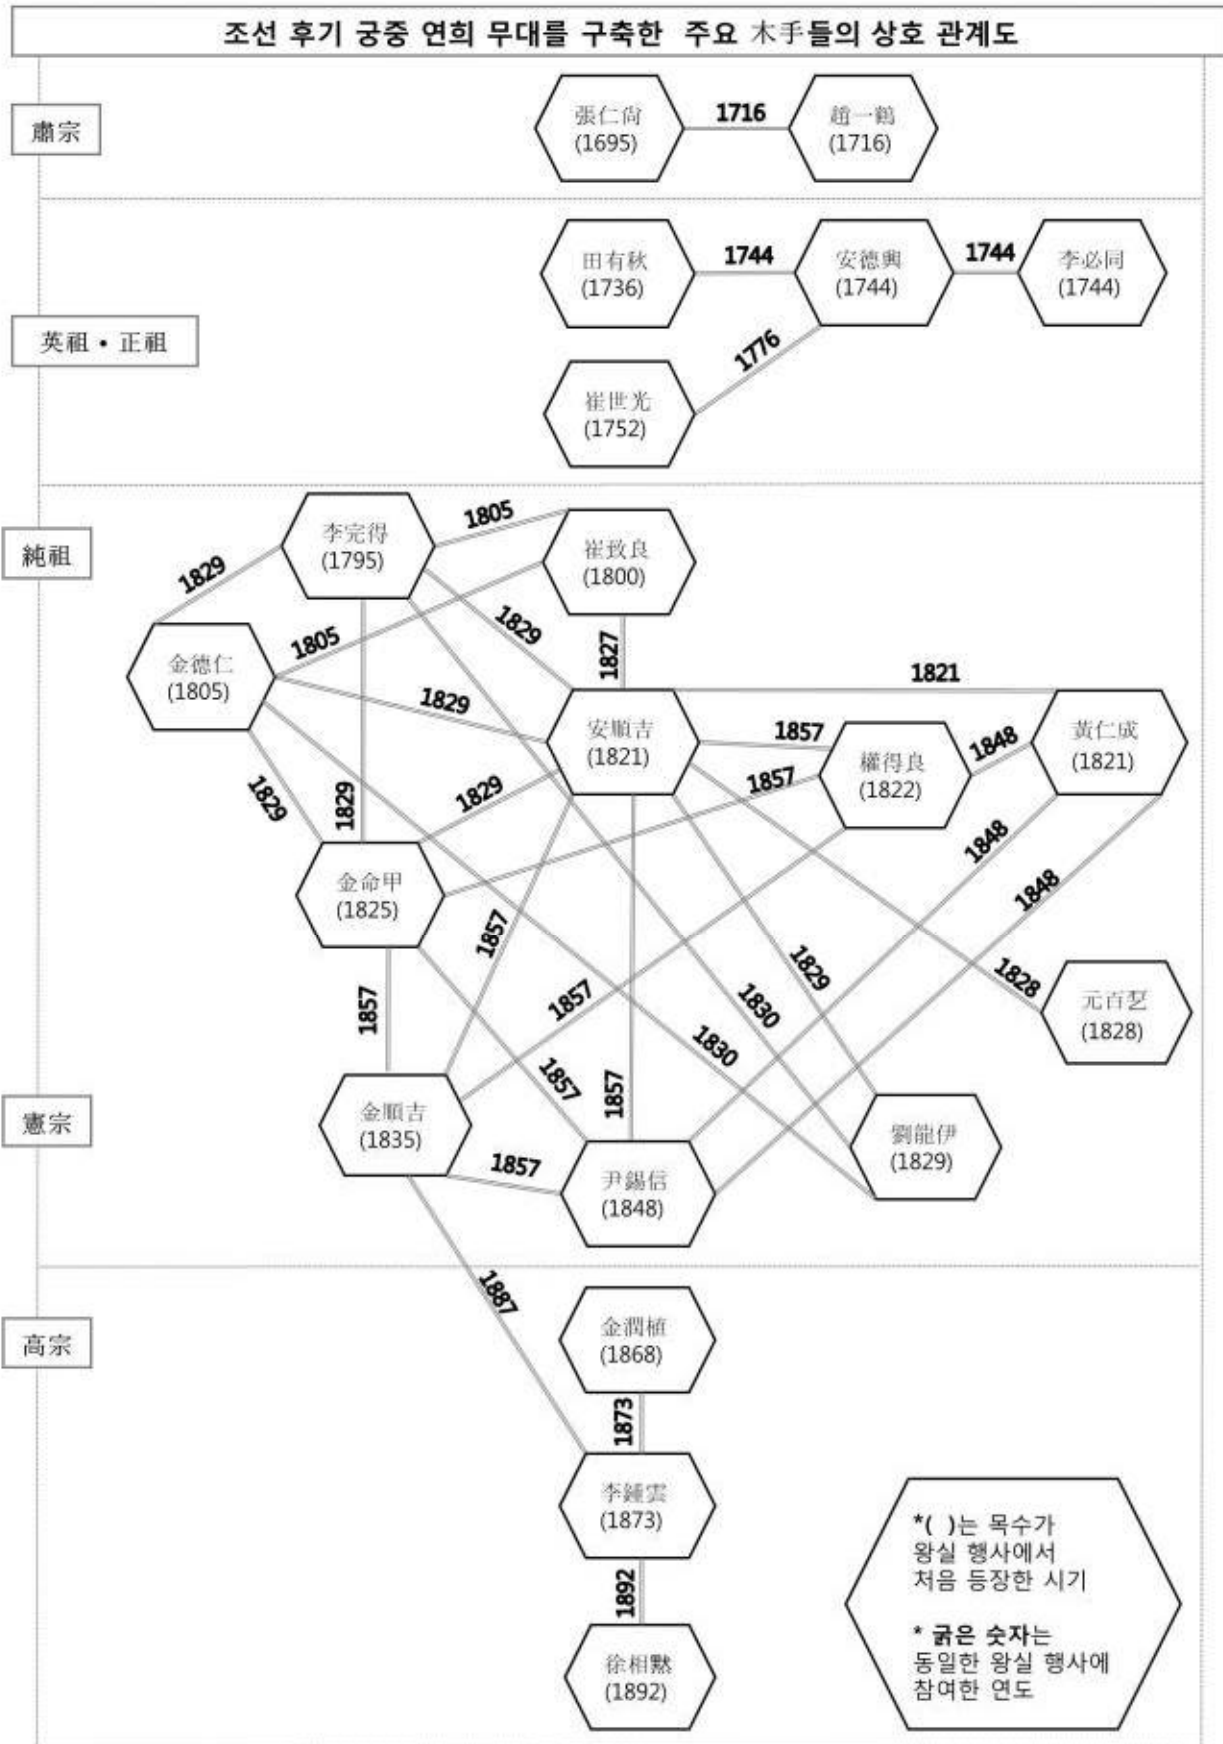 조선 후기 궁중 연희 무대를 구축한 주요 木手들의 상호 관계도
肅宗
張仁尙
(1695)
1716
趙一鶴
(1716)
英祖 • 正祖
田有秋
(1736)
1744
安德興
(1744)
1744
李必同
(1744)
1776
崔世光
(1752)
純祖
李完得
(1795)
1805
崔致良
(1800)
1829
1805
1829
1827
金德仁
(1805)
1829
安順吉
(1821)
1821
1857
權得良
(1822)
1848
黃仁成
(1821)
1829
1829
1829
1857
金命甲
(1825)
1848
1848
1857
1857
1829
1828
元百
(1828)
1857
1830
1830
1857
1857
憲宗
金順吉
(1835)
1857
尹錫信
(1848)
劉龍伊
(1829)
1887
高宗
金潤植
(1868)
1873
李鍾雲
(1873)
1892
徐相黙
(1892)
*( )는 목수가
왕실 행사에서
처음 등장한 시기
* 굵은 숫자는
동일한 왕실 행사에
참여한 연도